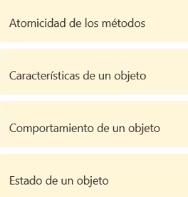 Atomicidad de los métodos
Características de un objeto
Comportamiento de un objeto
Estado de un objeto